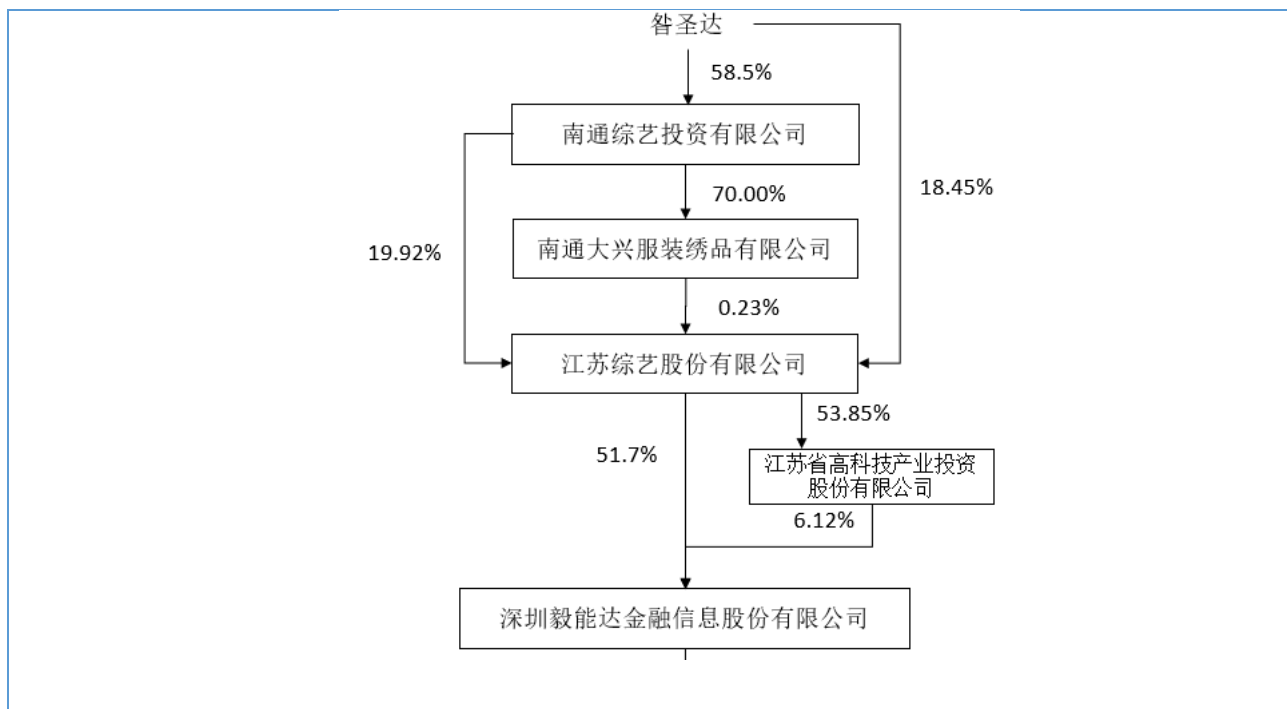 昝圣达
58.5%
南通综艺投资有限公司
70.00%
18.45%
19.92%
南通大兴服装绣品有限公司
0.23%
江苏综艺股份有限公司
53.85%
51.7%
江苏省高科技产业投资
股份有限公司
6.12%
深圳毅能达金融信息股份有限公司